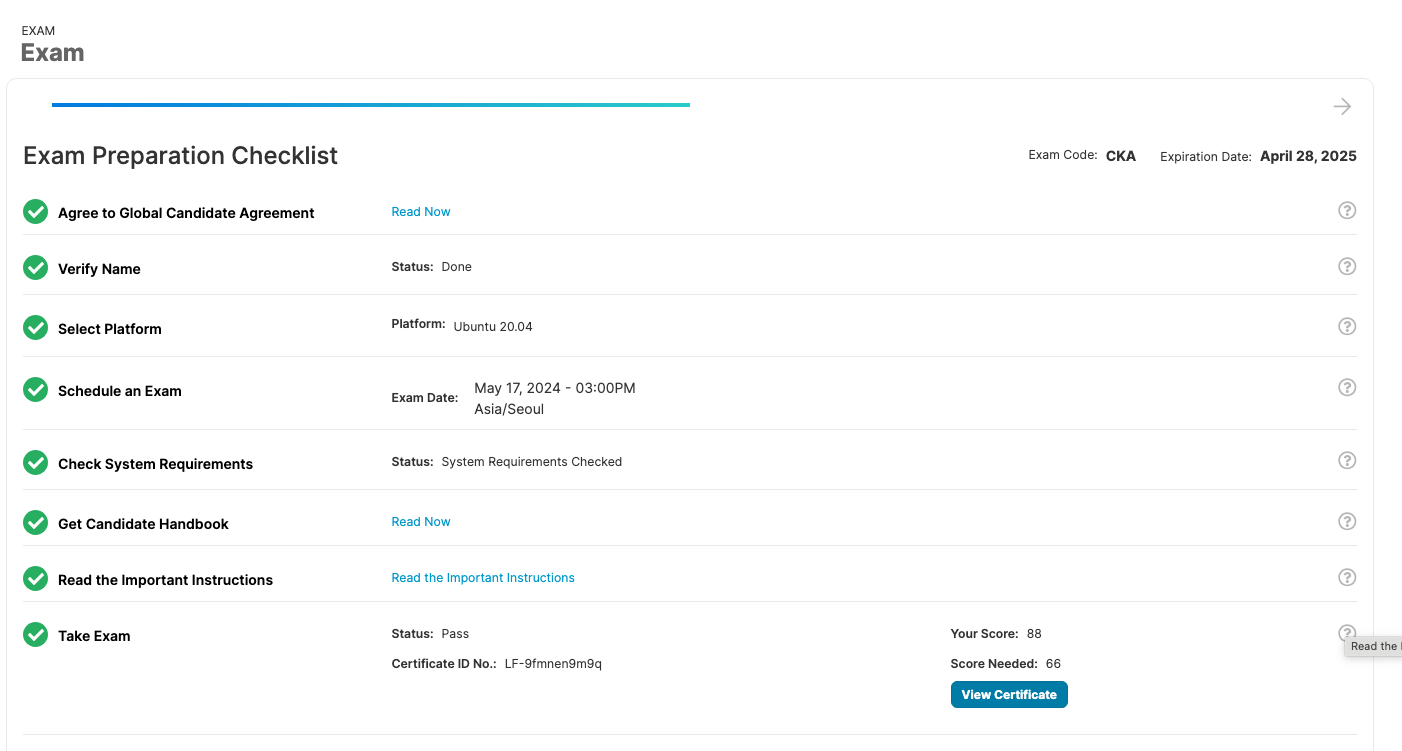 EXAM
Exam
Exam Preparation Checklist
Exam Code: CKA Expiration Date: April 28, 2025
Agree to Global Candidate Agreement Read Now
Verify Name Status: Done
Select Platform Platform: Ubuntu 20.04
Schedule an Exam Exam Date: May 17, 2024 - 03:00PM
Asia/Seoul
Check System Requirements Status: System Requirements Checked
Get Candidate Handbook Read Now
Read the Important Instructions Read the Important Instructions
Take Exam Status: Pass Your Score: 88
Read the
Certificate ID No.: LF-9fmnen9m9q Score Needed: 66
View Certificate